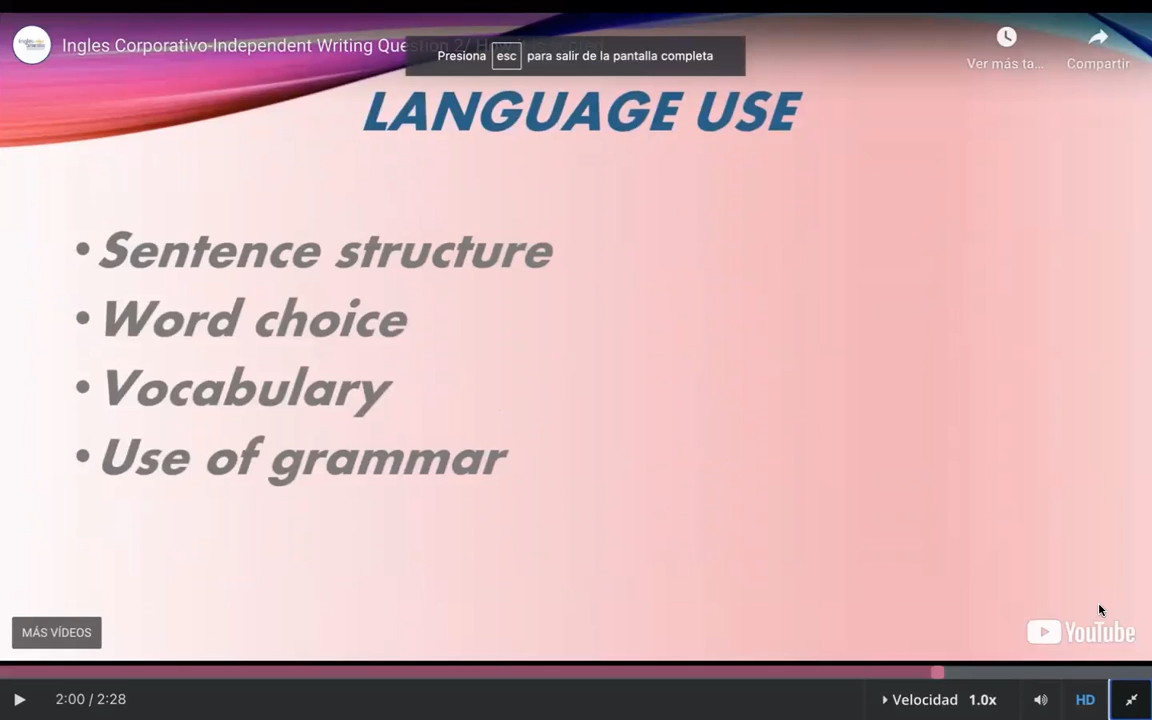 Ingles Corporativo-Independent Writing Que
Presiona esc para salir de la pantalla completa
Ver más ta...
Compartir
LANGUAGE USE
• Sentence structure
• Word choice
• Vocabulary
• Use of grammar
MÁS VÍDEOS
YouTube
2:00 / 2:28
Velocidad 1.0x
HD